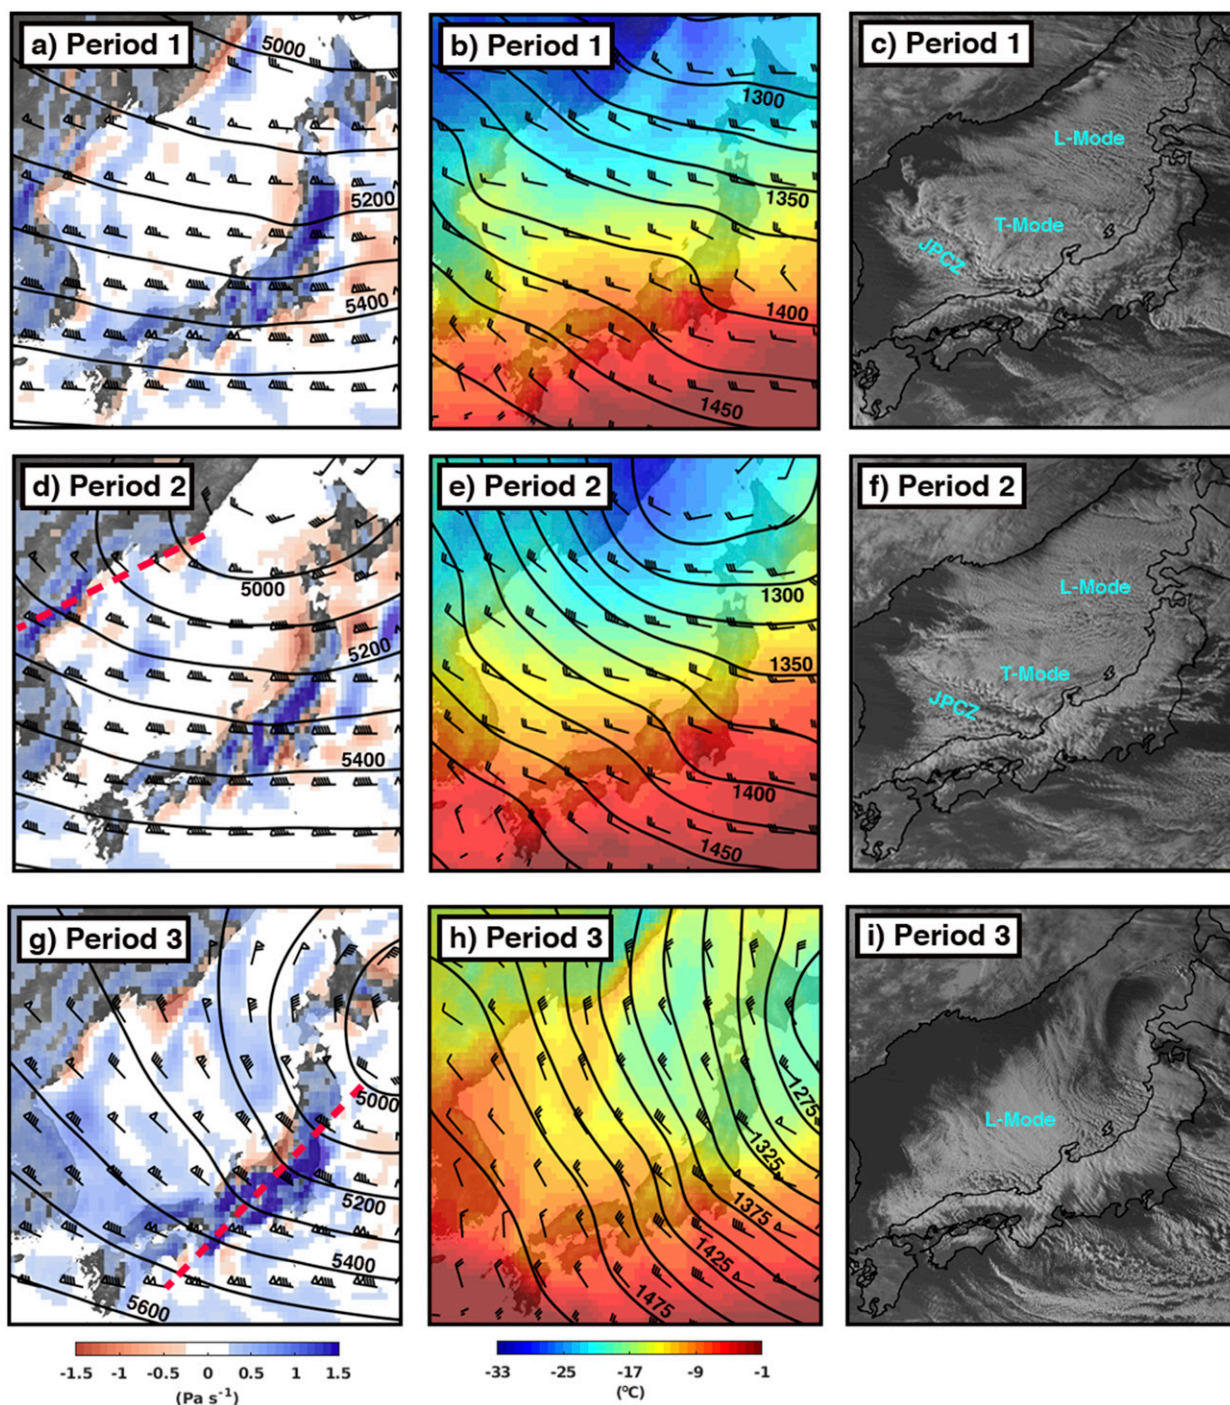 a) Period 1
5000
5200
5400
b) Period 1
1300
1350
1400
1450
c) Period 1
L-Mode
T-Mode
JPCZ
d) Period 2
5000
5200
5400
e) Period 2
1300
1350
1400
1450
f) Period 2
L-Mode
T-Mode
JPCZ
g) Period 3
5000
5200
5400
5600
h) Period 3
1275
1325
1375
1425
1475
i) Period 3
L-Mode
-1.5 -1 -0.5 0 0.5 1 1.5
(Pa s⁻¹)
-33 -25 -17 -9 -1
(°C)